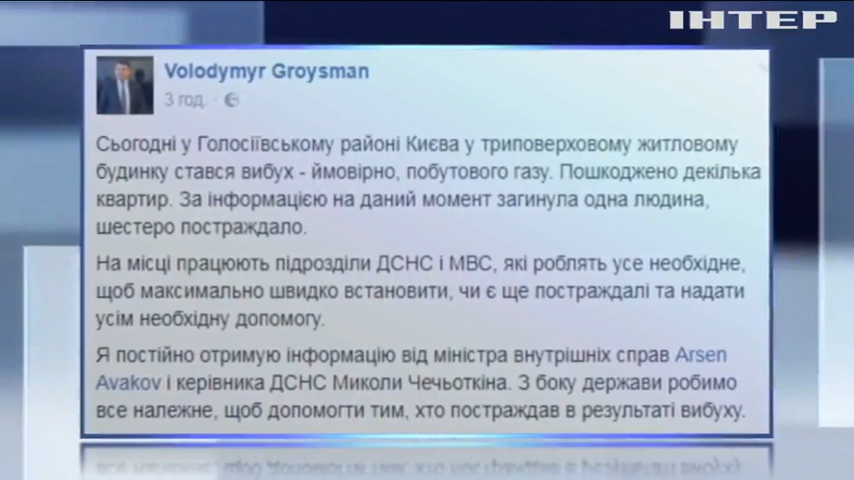 ІНТЕР
Volodymyr Groysman
3 год. ·
Сьогодні у Голосіївському районі Києва у триповерховому житловому
будинку стався вибух - ймовірно, побутового газу. Пошкоджено декілька
квартир. За інформацією на даний момент загинула одна людина,
шестеро постраждало.
На місці працюють підрозділи ДСНС і МВС, які роблять усе необхідне,
щоб максимально швидко встановити, чи є ще постраждалі та надати
усім необхідну допомогу.
Я постійно отримую інформацію від міністра внутрішніх справ Arsen
Avakov і керівника ДСНС Миколи Чечьоткіна. З боку держави робимо
все належне, щоб допомогти тим, хто постраждав в результаті вибуху.